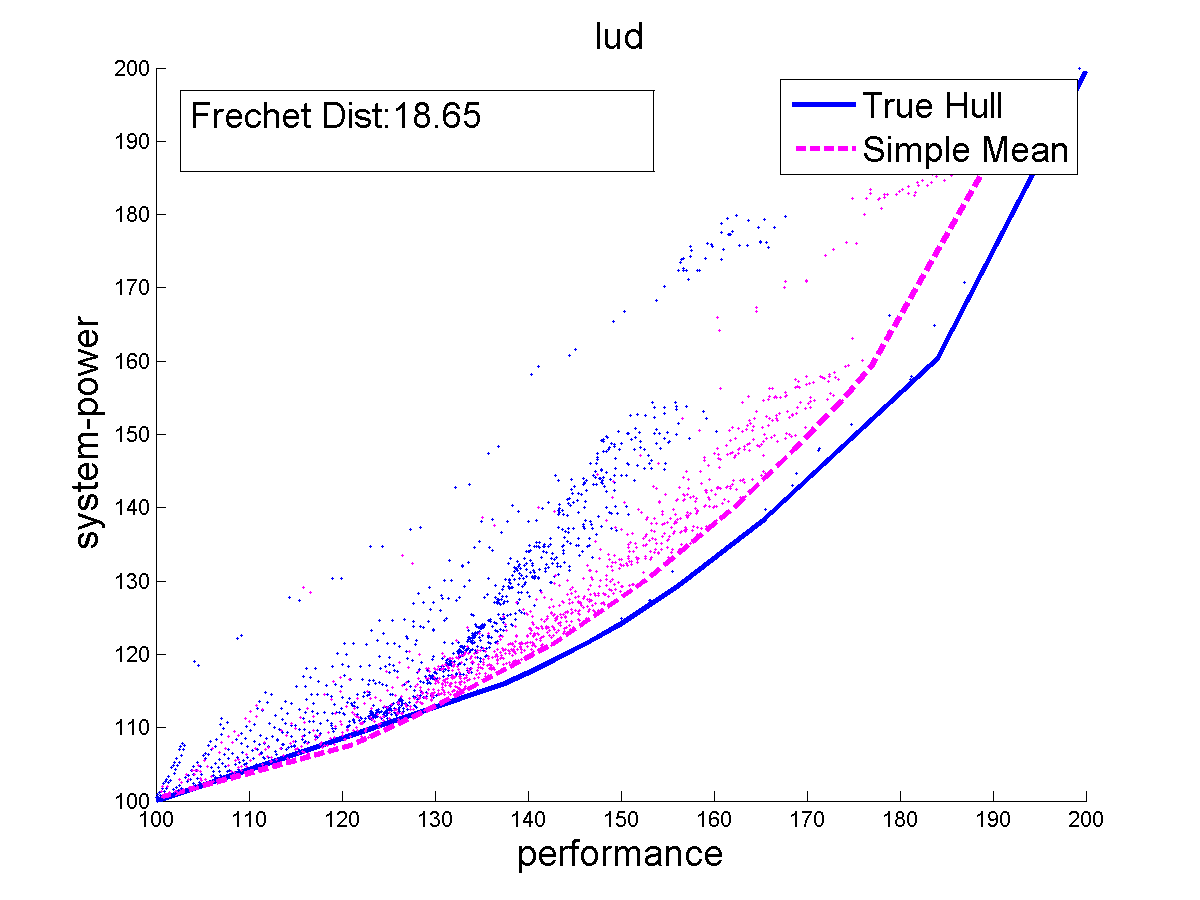 lud
Frechet Dist:18.65
True Hull
Simple Mean
200
190
180
170
160
150
140
130
120
110
100
system-power
100 110 120 130 140 150 160 170 180 190 200
performance